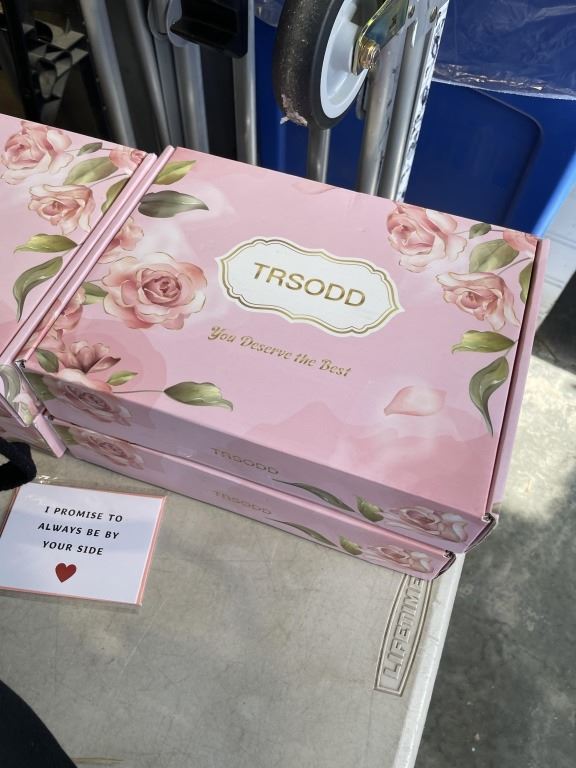 TRSODD
You Deserve the Best
TRSODD
TRSODD
I PROMISE TO
ALWAYS BE BY
YOUR SIDE
LIFETIME